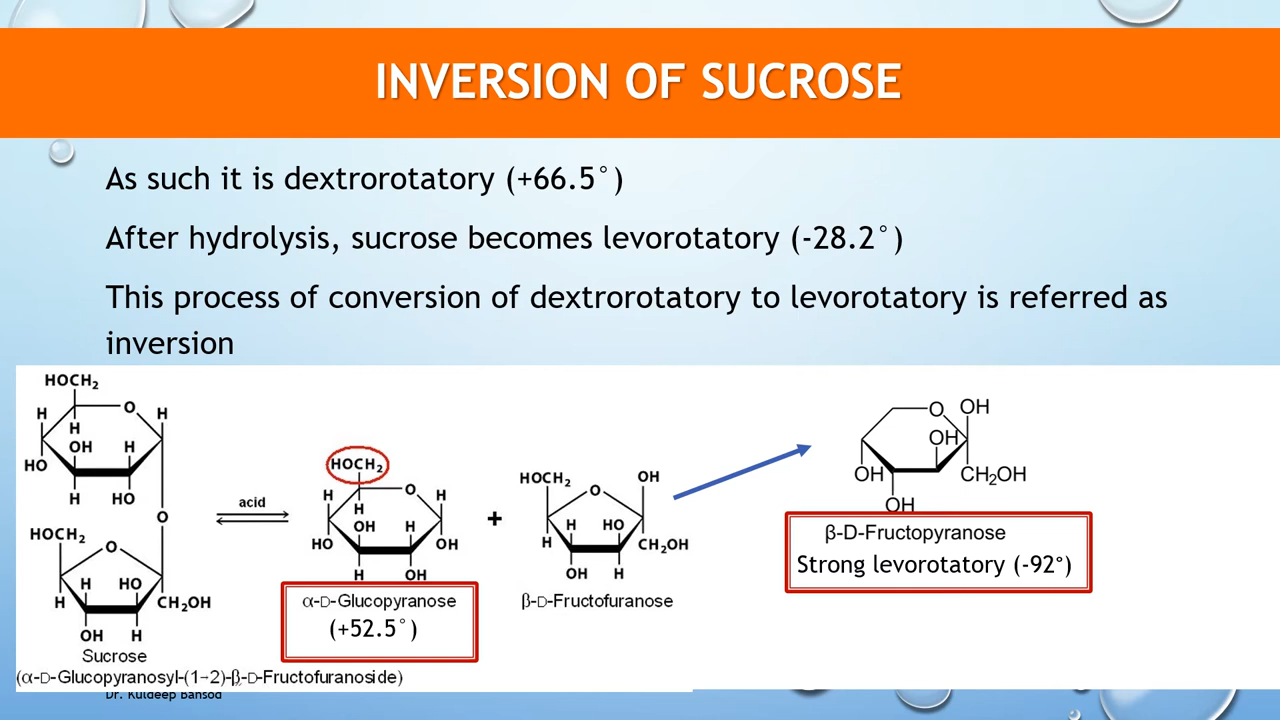 INVERSION OF SUCROSE
As such it is dextrorotatory (+66.5°)
After hydrolysis, sucrose becomes levorotatory (-28.2°)
This process of conversion of dextrorotatory to levorotatory is referred as
inversion
HOCH₂
H O H
H
OH H
HO
H HO
O
HOCH₂
O
H HO
H CH₂OH
OH H
Sucrose
(α-D-Glucopyranosyl-(1→2)-β-D-Fructofuranoside)
acid
HOCH₂
H O H
H
OH H
HO OH
H OH
α-D-Glucopyranose
(+52.5°)
+
HOCH₂ OH
O
H HO
H CH₂OH
OH H
β-D-Fructofuranose
O OH
OH
OH CH₂OH
OH
β-D-Fructopyranose
Strong levorotatory (-92°)
Dr. Kuldeep Bansod